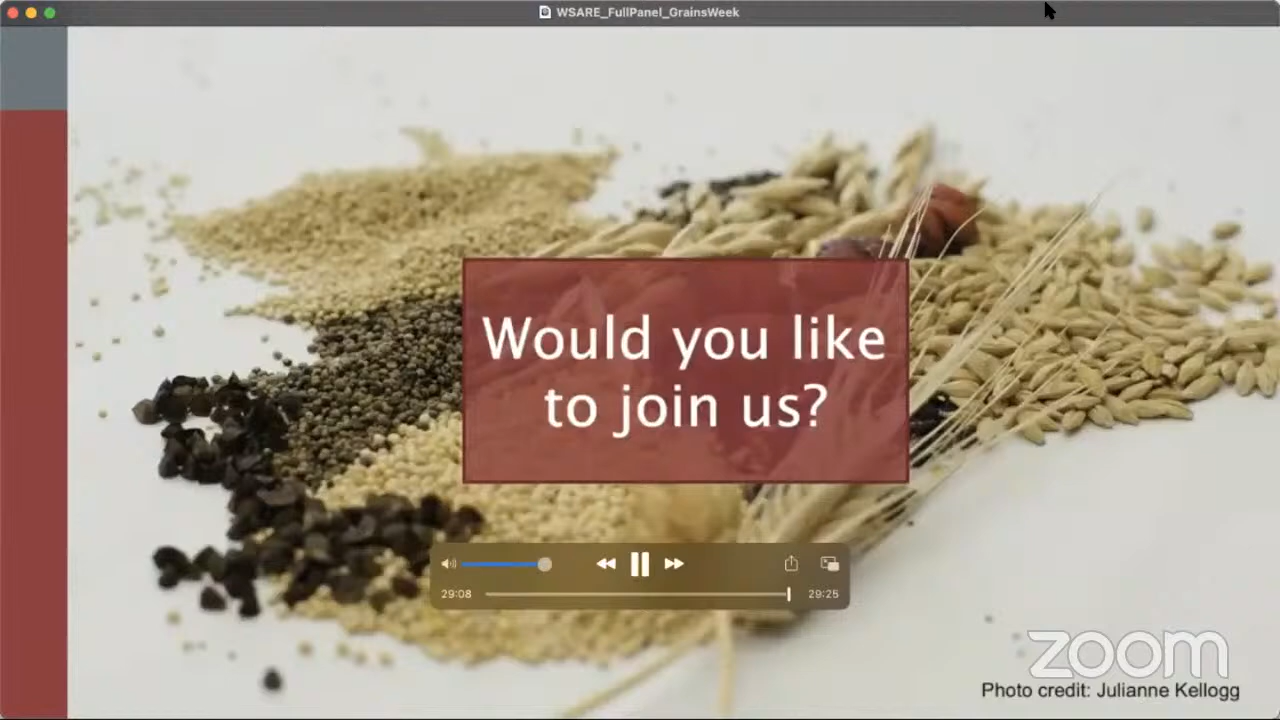 WSARE_FullPanel_GrainsWeek
Would you like
to join us?
29:08
29:25
zoom
Photo credit: Julianne Kellogg